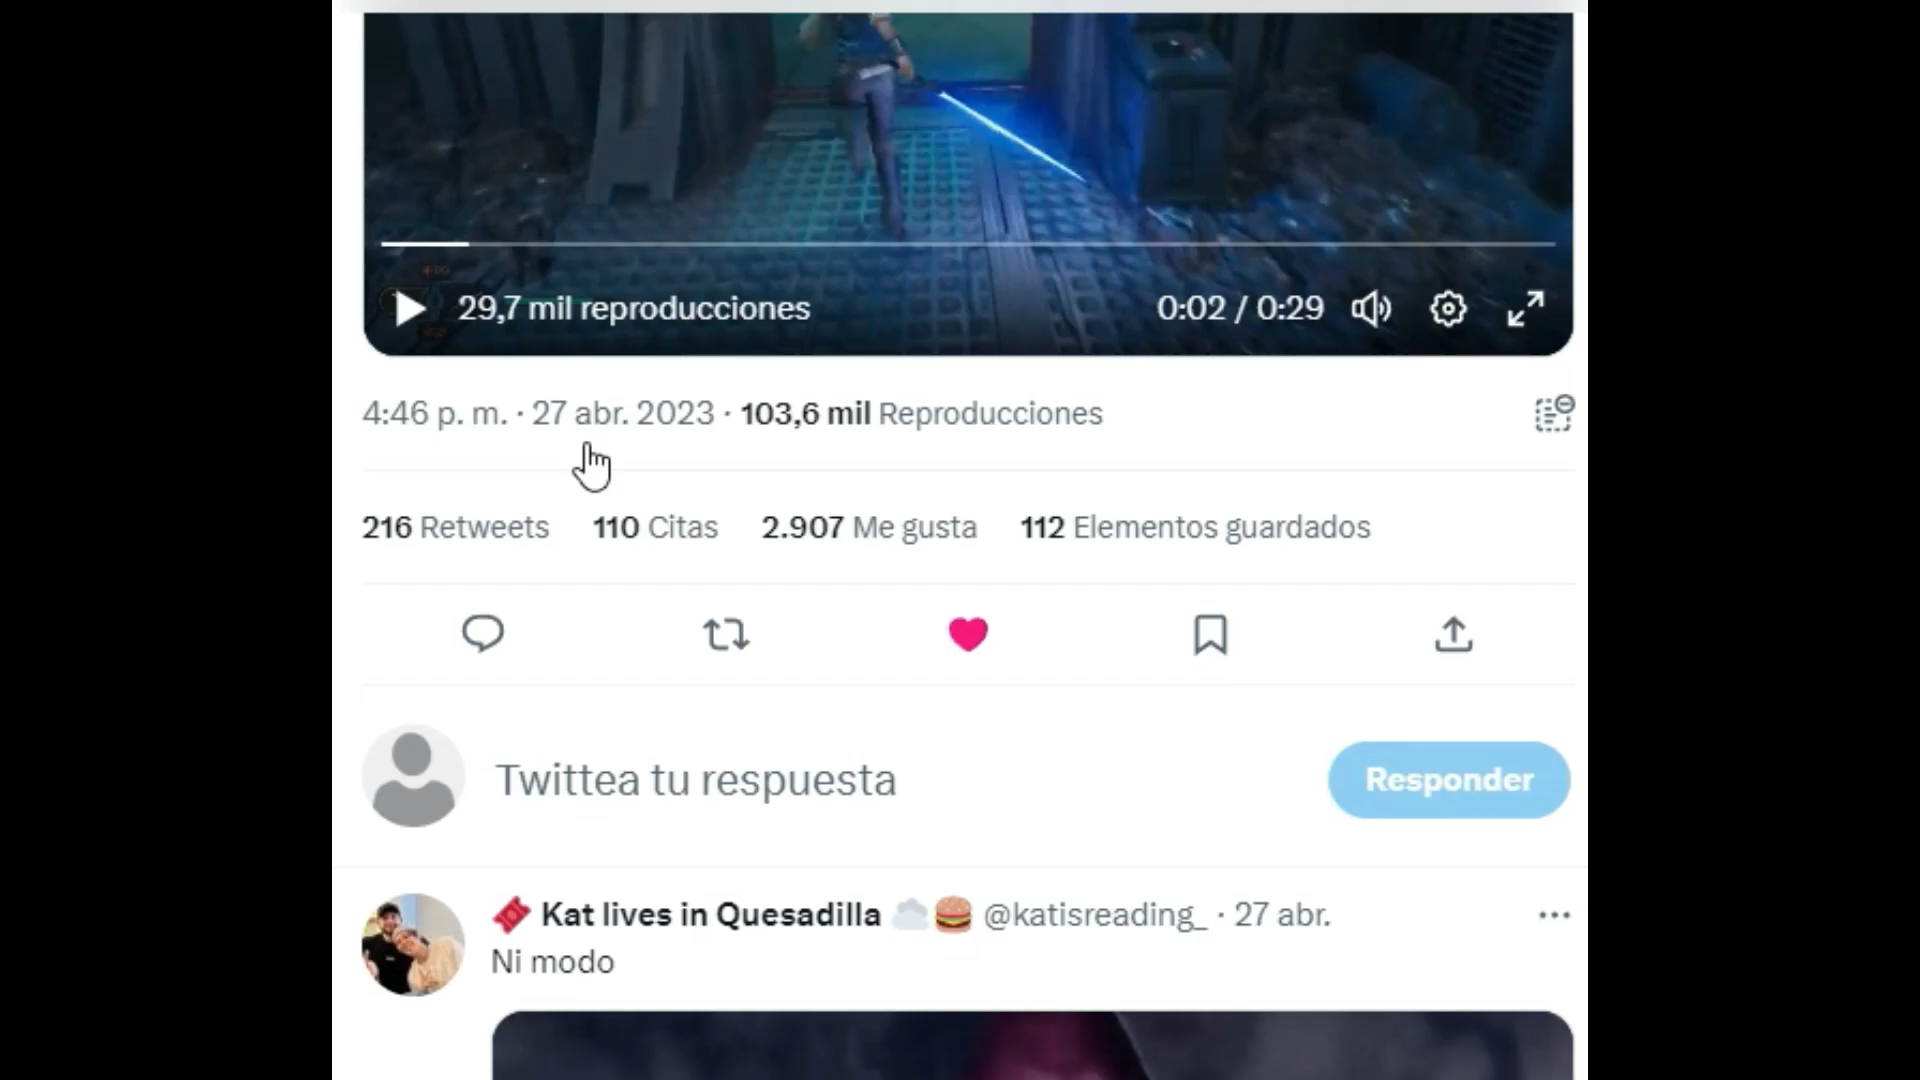 29,7 mil reproducciones 0:02 / 0:29
4:46 p. m. · 27 abr. 2023 · 103,6 mil Reproducciones
216 Retweets 110 Citas 2.907 Me gusta 112 Elementos guardados
Twittea tu respuesta
Responder
Kat lives in Quesadilla @katisreading_ · 27 abr.
Ni modo